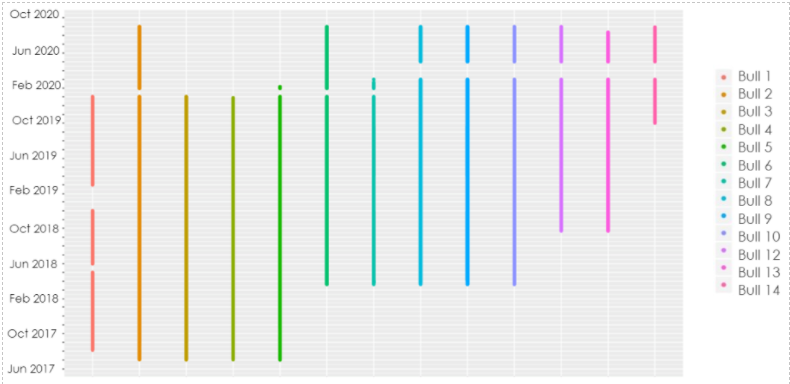 Oct 2020
Jun 2020
Feb 2020
Oct 2019
Jun 2019
Feb 2019
Oct 2018
Jun 2018
Feb 2018
Oct 2017
Jun 2017
Bull 1
Bull 2
Bull 3
Bull 4
Bull 5
Bull 6
Bull 7
Bull 8
Bull 9
Bull 10
Bull 12
Bull 13
Bull 14